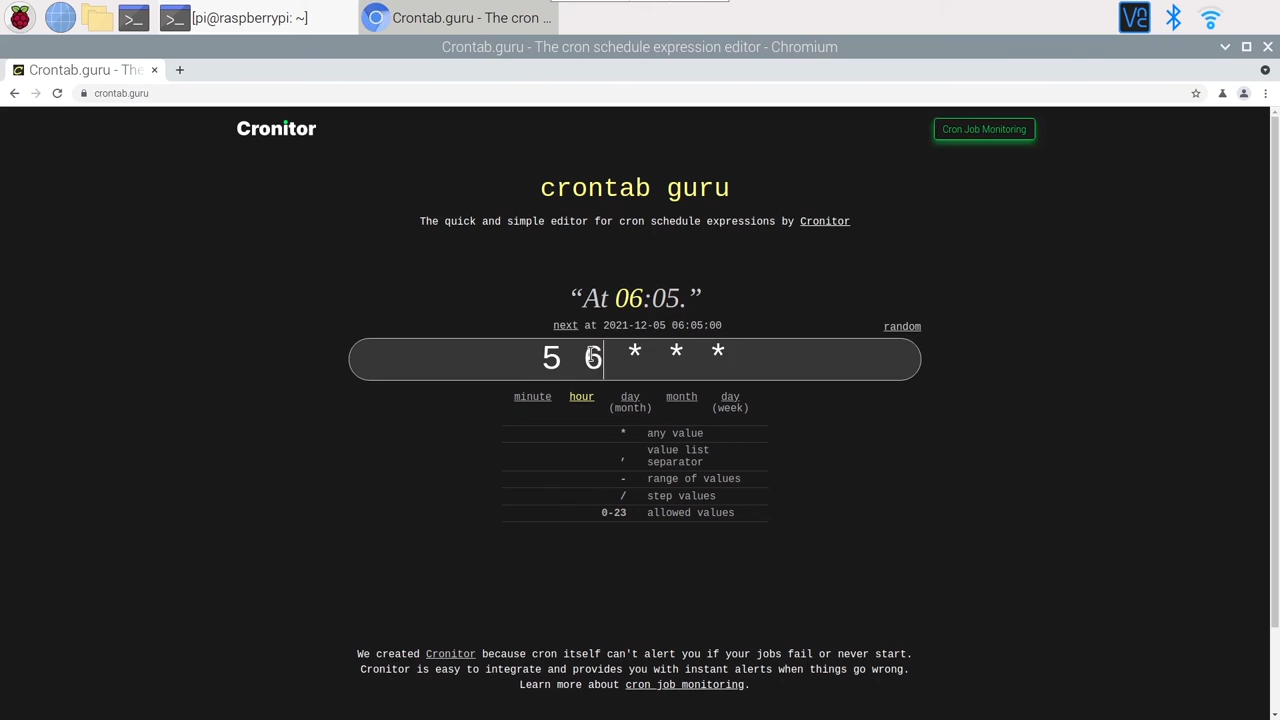 [pi@raspberrypi: ~]
Crontab.guru - The cron ...
Crontab.guru - The cron schedule expression editor - Chromium
Crontab.guru - The
crontab.guru
Cronitor
Cron Job Monitoring
crontab guru
The quick and simple editor for cron schedule expressions by Cronitor
“At 06:05.”
next at 2021-12-05 06:05:00
random
5 6 * * *
minute hour day (month) month day (week)
* any value
, value list separator
- range of values
/ step values
0-23 allowed values
We created Cronitor because cron itself can't alert you if your jobs fail or never start.
Cronitor is easy to integrate and provides you with instant alerts when things go wrong.
Learn more about cron job monitoring.